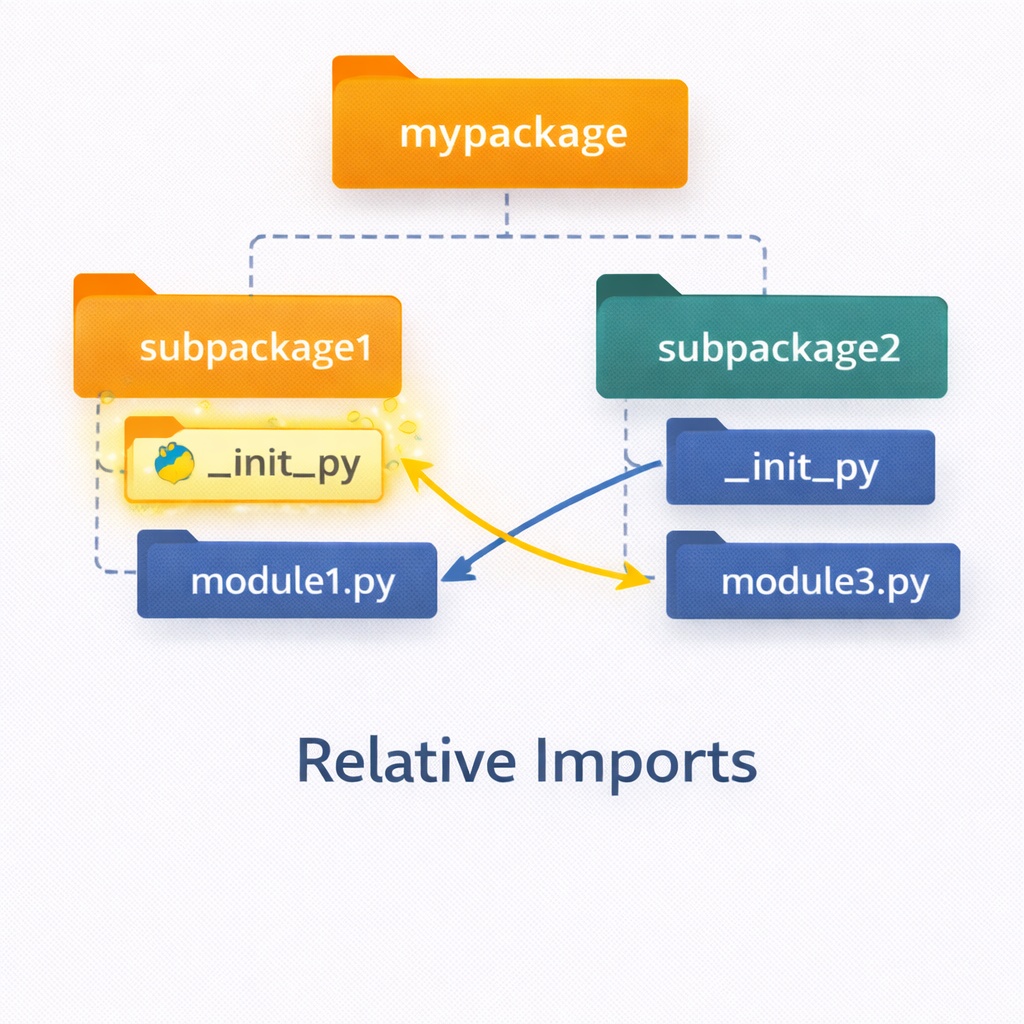 mypackage
subpackage1
subpackage2
_init_py
_init_py
module1.py
module3.py
Relative Imports